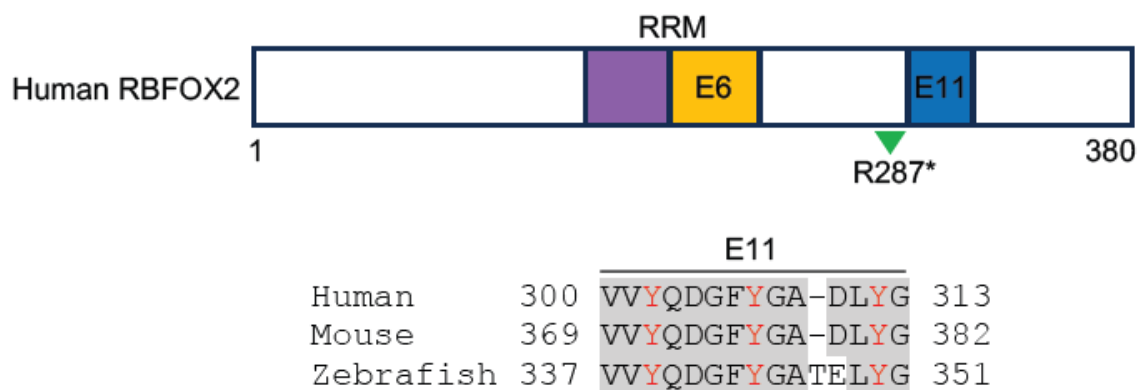 RRM
Human RBFOX2 E6 E11
1 380
R287*
E11
Human 300 VVYQDGFYGA-DLYG 313
Mouse 369 VVYQDGFYGA-DLYG 382
Zebrafish 337 VVYQDGFYGATELYG 351